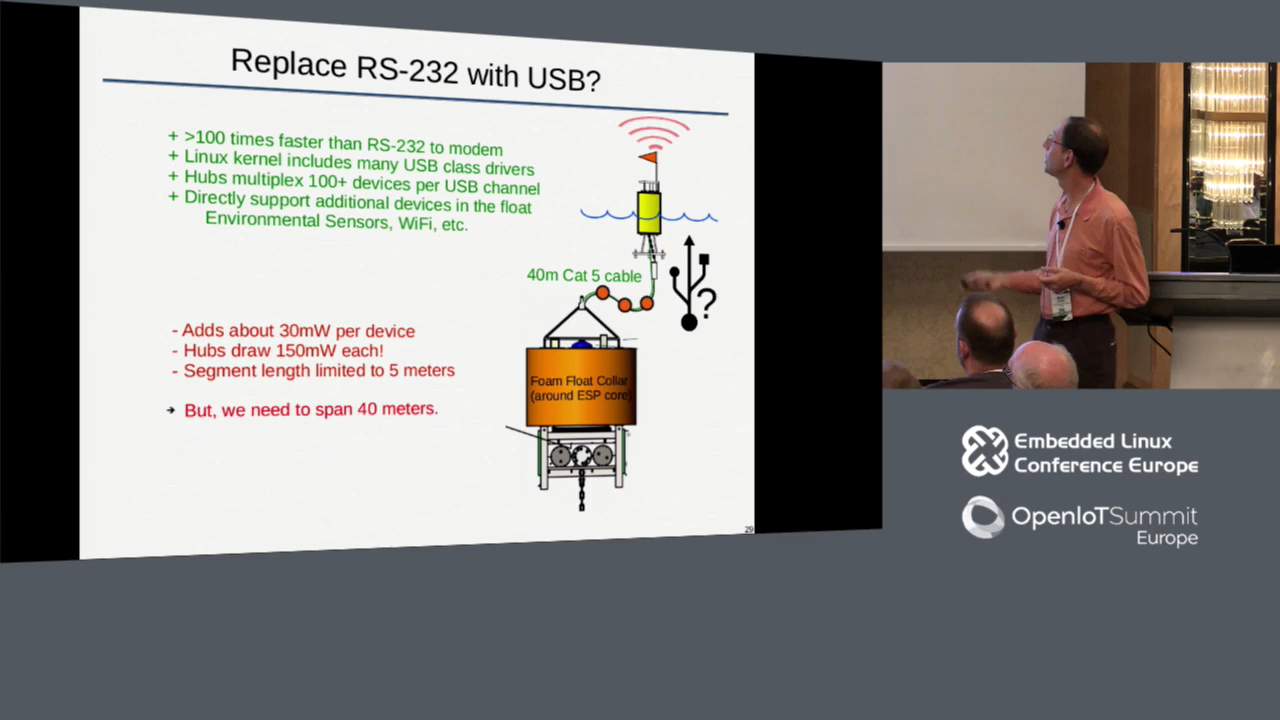 Replace RS-232 with USB?
+ >100 times faster than RS-232 to modem
+ Linux kernel includes many USB class drivers
+ Hubs multiplex 100+ devices per USB channel
+ Directly support additional devices in the float
Environmental Sensors, WiFi, etc.
40m Cat 5 cable
?
- Adds about 30mW per device
- Hubs draw 150mW each!
- Segment length limited to 5 meters
➔ But, we need to span 40 meters.
Foam Float Collar
(around ESP core)
29
Embedded Linux
Conference Europe
OpenIoTSummit
Europe